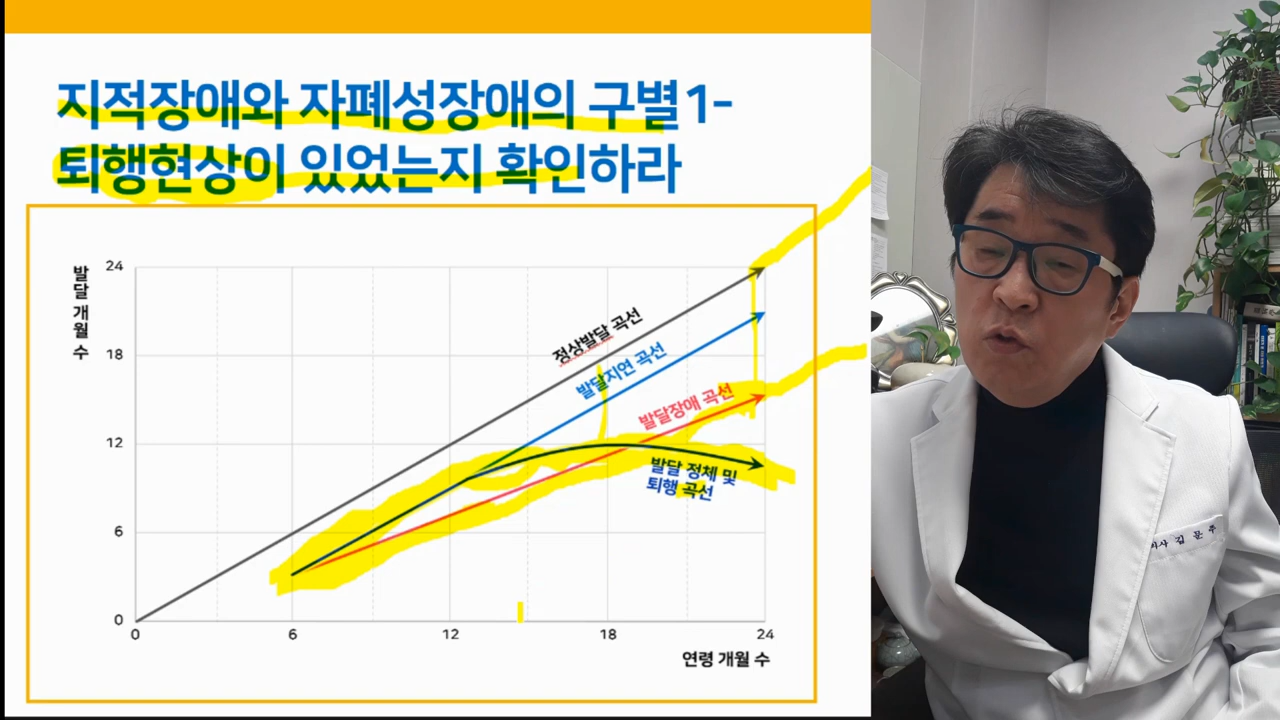 지적장애와 자폐성장애의 구별1-
퇴행현상이 있었는지 확인하라
발달 개월 수
24
18
12
6
0
정상발달 곡선
발달지연 곡선
발달장애 곡선
발달 정체 및
퇴행 곡선
0
6
12
18
24
연령 개월 수
김문주